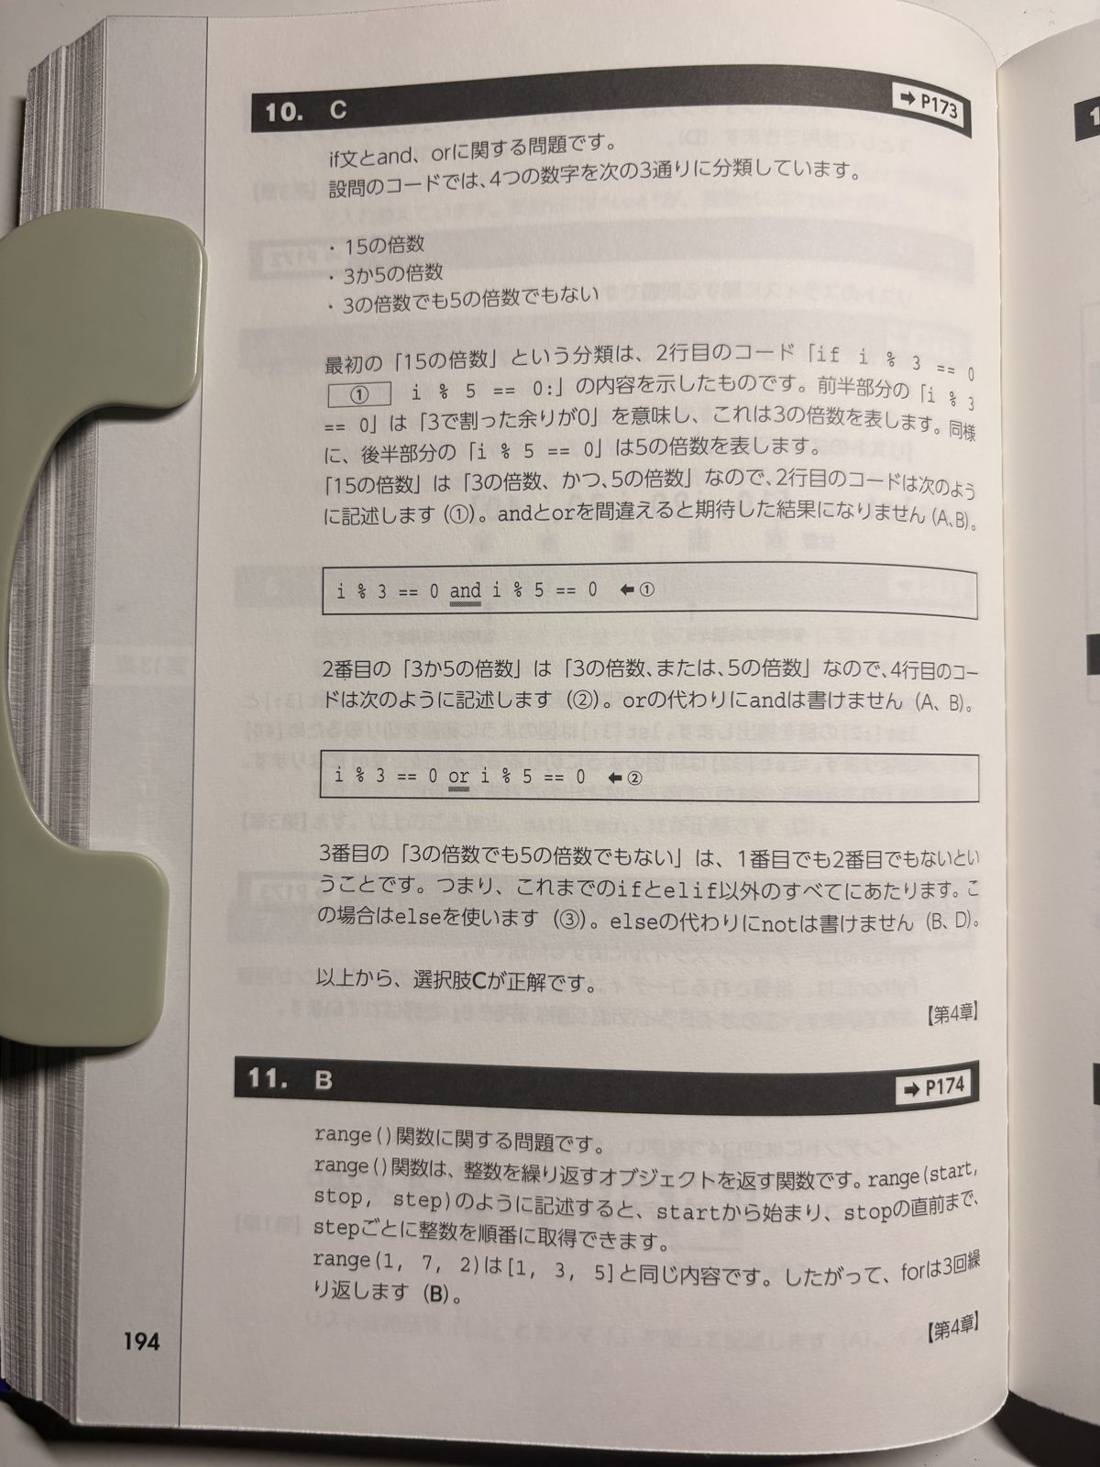 10. C ➡P173
if文とand、orに関する問題です。
設問のコードでは、4つの数字を次の3通りに分類しています。
・15の倍数
・3か5の倍数
・3の倍数でも5の倍数でもない
最初の「15の倍数」という分類は、2行目のコード「if i % 3 == 0
① i % 5 == 0:」の内容を示したものです。前半部分の「i % 3
== 0」は「3で割った余りが0」を意味し、これは3の倍数を表します。同様
に、後半部分の「i % 5 == 0」は5の倍数を表します。
「15の倍数」は「3の倍数、かつ、5の倍数」なので、2行目のコードは次のよう
に記述します（①）。andとorを間違えると期待した結果になりません（A、B）。
i % 3 == 0 and i % 5 == 0 ⬅①
2番目の「3か5の倍数」は「3の倍数、または、5の倍数」なので、4行目のコー
ドは次のように記述します（②）。orの代わりにandは書けません（A、B）。
i % 3 == 0 or i % 5 == 0 ⬅②
3番目の「3の倍数でも5の倍数でもない」は、1番目でも2番目でもないとい
うことです。つまり、これまでのifとelif以外のすべてにあたります。こ
の場合はelseを使います（③）。elseの代わりにnotは書けません（B、D）。
以上から、選択肢Cが正解です。
【第4章】
11. B ➡P174
range()関数に関する問題です。
range()関数は、整数を繰り返すオブジェクトを返す関数です。range(start,
stop, step)のように記述すると、startから始まり、stopの直前まで、
stepごとに整数を順番に取得できます。
range(1, 7, 2)は[1, 3, 5]と同じ内容です。したがって、forは3回繰
り返します（B）。
【第4章】
194